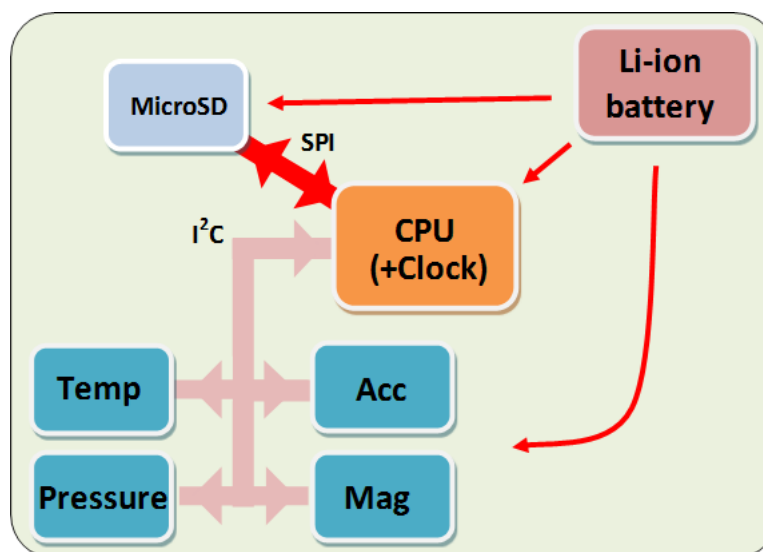 Li-ion
battery
MicroSD
SPI
I²C
CPU
(+Clock)
Temp
Acc
Pressure
Mag